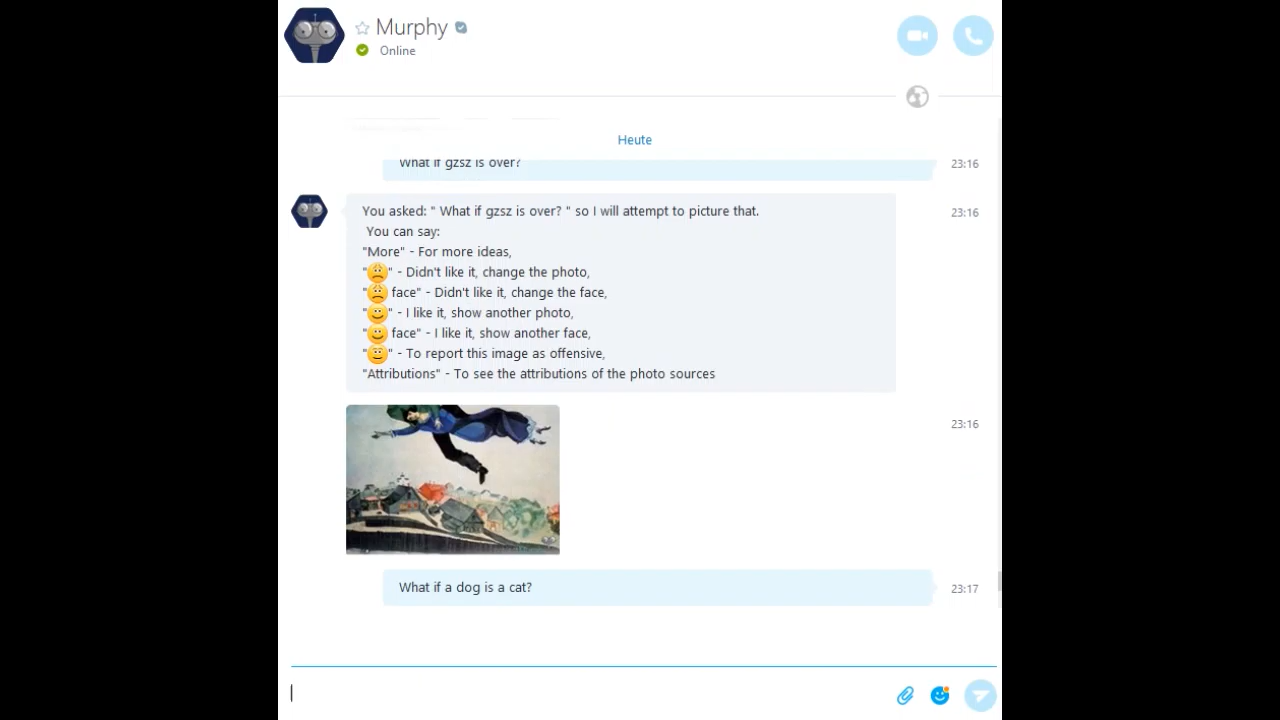 Murphy
Online
Heute
What if gzsz is over?
23:16
23:16
You asked: " What if gzsz is over? " so I will attempt to picture that.
You can say:
"More" - For more ideas,
"" - Didn't like it, change the photo,
" face" - Didn't like it, change the face,
"" - I like it, show another photo,
" face" - I like it, show another face,
"" - To report this image as offensive,
"Attributions" - To see the attributions of the photo sources
23:16
What if a dog is a cat?
23:17